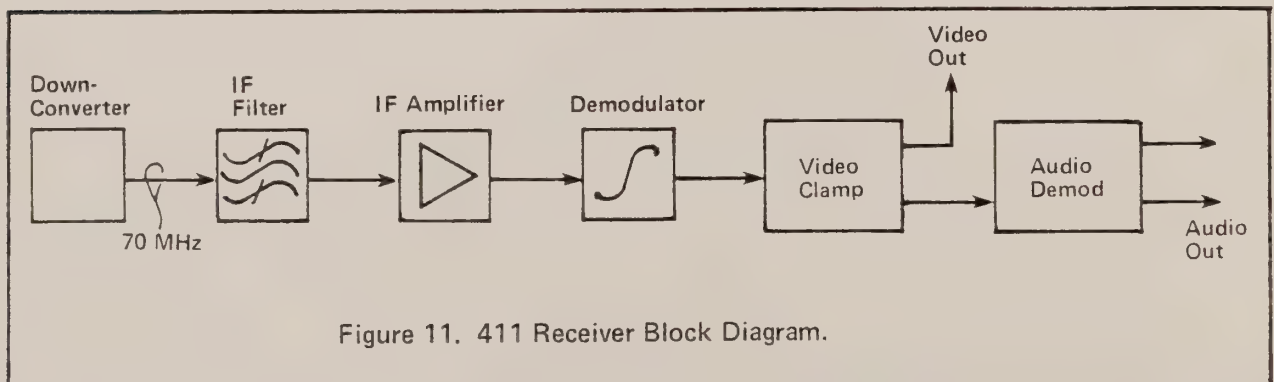 Video
Out
Down-
Converter
IF
Filter
IF Amplifier
Demodulator
Video
Clamp
Audio
Demod
70 MHz
Audio
Out
Figure 11. 411 Receiver Block Diagram.